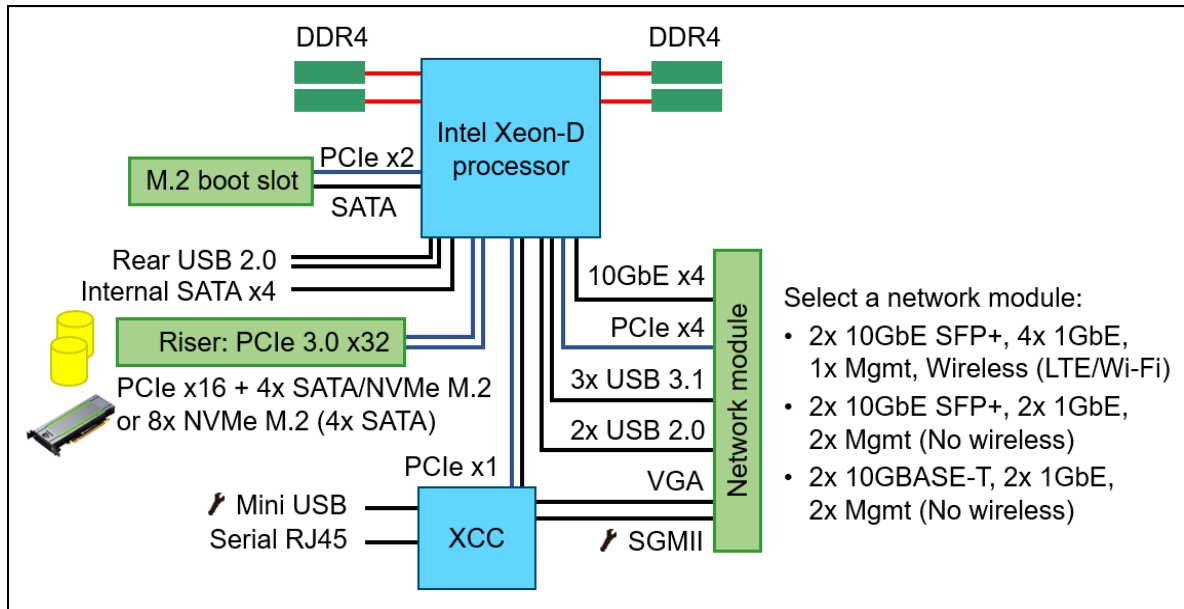 DDR4
DDR4
Intel Xeon-D
processor
PCIe x2
M.2 boot slot
SATA
Rear USB 2.0
Internal SATA x4
Riser: PCIe 3.0 x32
PCIe x16 + 4x SATA/NVMe M.2
or 8x NVMe M.2 (4x SATA)
PCIe x1
Mini USB
Serial RJ45
XCC
10GbE x4
PCIe x4
3x USB 3.1
2x USB 2.0
VGA
SGMII
Network module
Select a network module:
• 2x 10GbE SFP+, 4x 1GbE,
1x Mgmt, Wireless (LTE/Wi-Fi)
• 2x 10GbE SFP+, 2x 1GbE,
2x Mgmt (No wireless)
• 2x 10GBASE-T, 2x 1GbE,
2x Mgmt (No wireless)